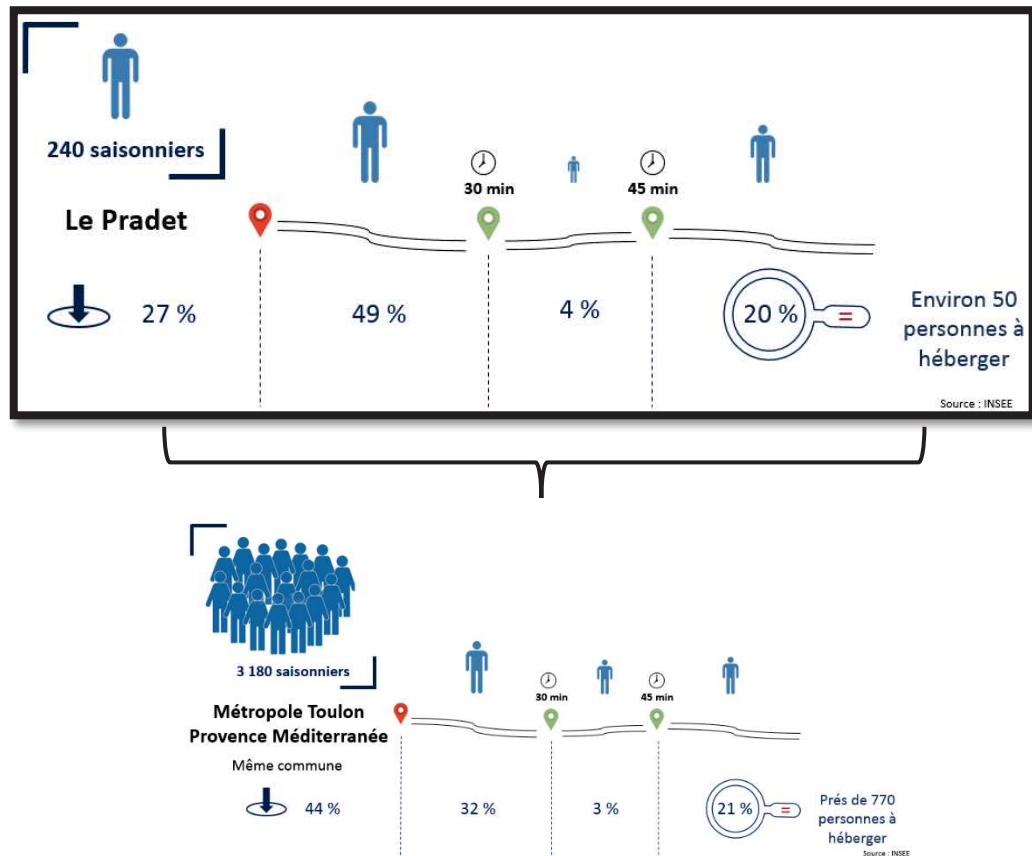 240 saisonniers
30 min
45 min
Le Pradet
27 %
49 %
4 %
20 %
=
Environ 50
personnes à
héberger
Source : INSEE
3 180 saisonniers
30 min
45 min
Métropole Toulon
Provence Méditerranée
Même commune
44 %
32 %
3 %
21 %
=
Prés de 770
personnes à
héberger
Source : INSEE